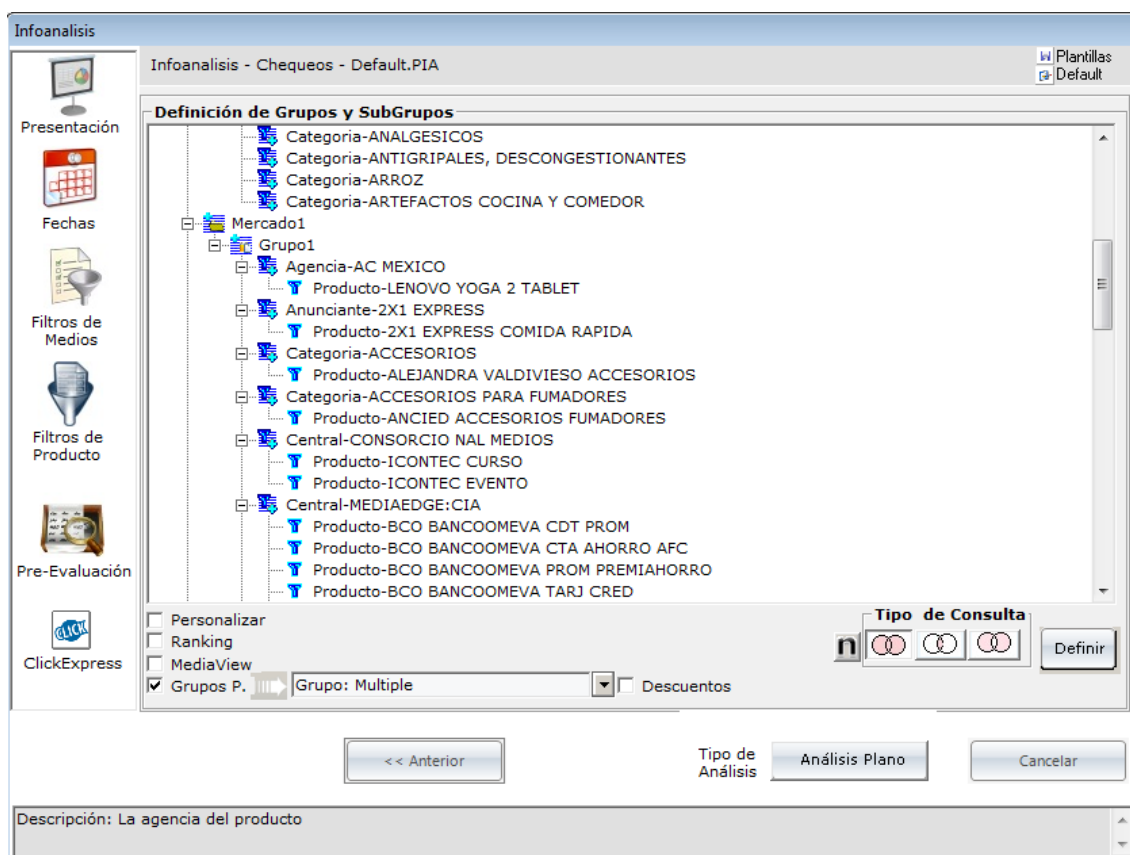 Infoanalisis
Infoanalisis - Chequeos - Default.PIA
Plantillas
Default
Presentación
Fechas
Filtros de
Medios
Filtros de
Producto
Pre-Evaluación
CLICK
ClickExpress
Definición de Grupos y SubGrupos
Categoria-ANALGESICOS
Categoria-ANTIGRIPALES, DESCONGESTIONANTES
Categoria-ARROZ
Categoria-ARTEFACTOS COCINA Y COMEDOR
Mercado1
Grupo1
Agencia-AC MEXICO
Producto-LENOVO YOGA 2 TABLET
Anunciante-2X1 EXPRESS
Producto-2X1 EXPRESS COMIDA RAPIDA
Categoria-ACCESORIOS
Producto-ALEJANDRA VALDIVIESO ACCESORIOS
Categoria-ACCESORIOS PARA FUMADORES
Producto-ANCIED ACCESORIOS FUMADORES
Central-CONSORCIO NAL MEDIOS
Producto-ICONTEC CURSO
Producto-ICONTEC EVENTO
Central-MEDIAEDGE:CIA
Producto-BCO BANCOOMEVA CDT PROM
Producto-BCO BANCOOMEVA CTA AHORRO AFC
Producto-BCO BANCOOMEVA PROM PREMIAHORRO
Producto-BCO BANCOOMEVA TARJ CRED
Personalizar
Ranking
MediaView
Grupos P.
Grupo: Multiple
Descuentos
Tipo de Consulta
n
Definir
<< Anterior
Tipo de
Análisis
Análisis Plano
Cancelar
Descripción: La agencia del producto